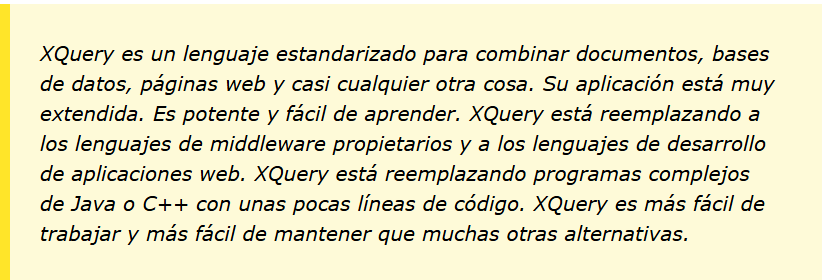 XQuery es un lenguaje estandarizado para combinar documentos, bases
de datos, páginas web y casi cualquier otra cosa. Su aplicación está muy
extendida. Es potente y fácil de aprender. XQuery está reemplazando a
los lenguajes de middleware propietarios y a los lenguajes de desarrollo
de aplicaciones web. XQuery está reemplazando programas complejos
de Java o C++ con unas pocas líneas de código. XQuery es más fácil de
trabajar y más fácil de mantener que muchas otras alternativas.